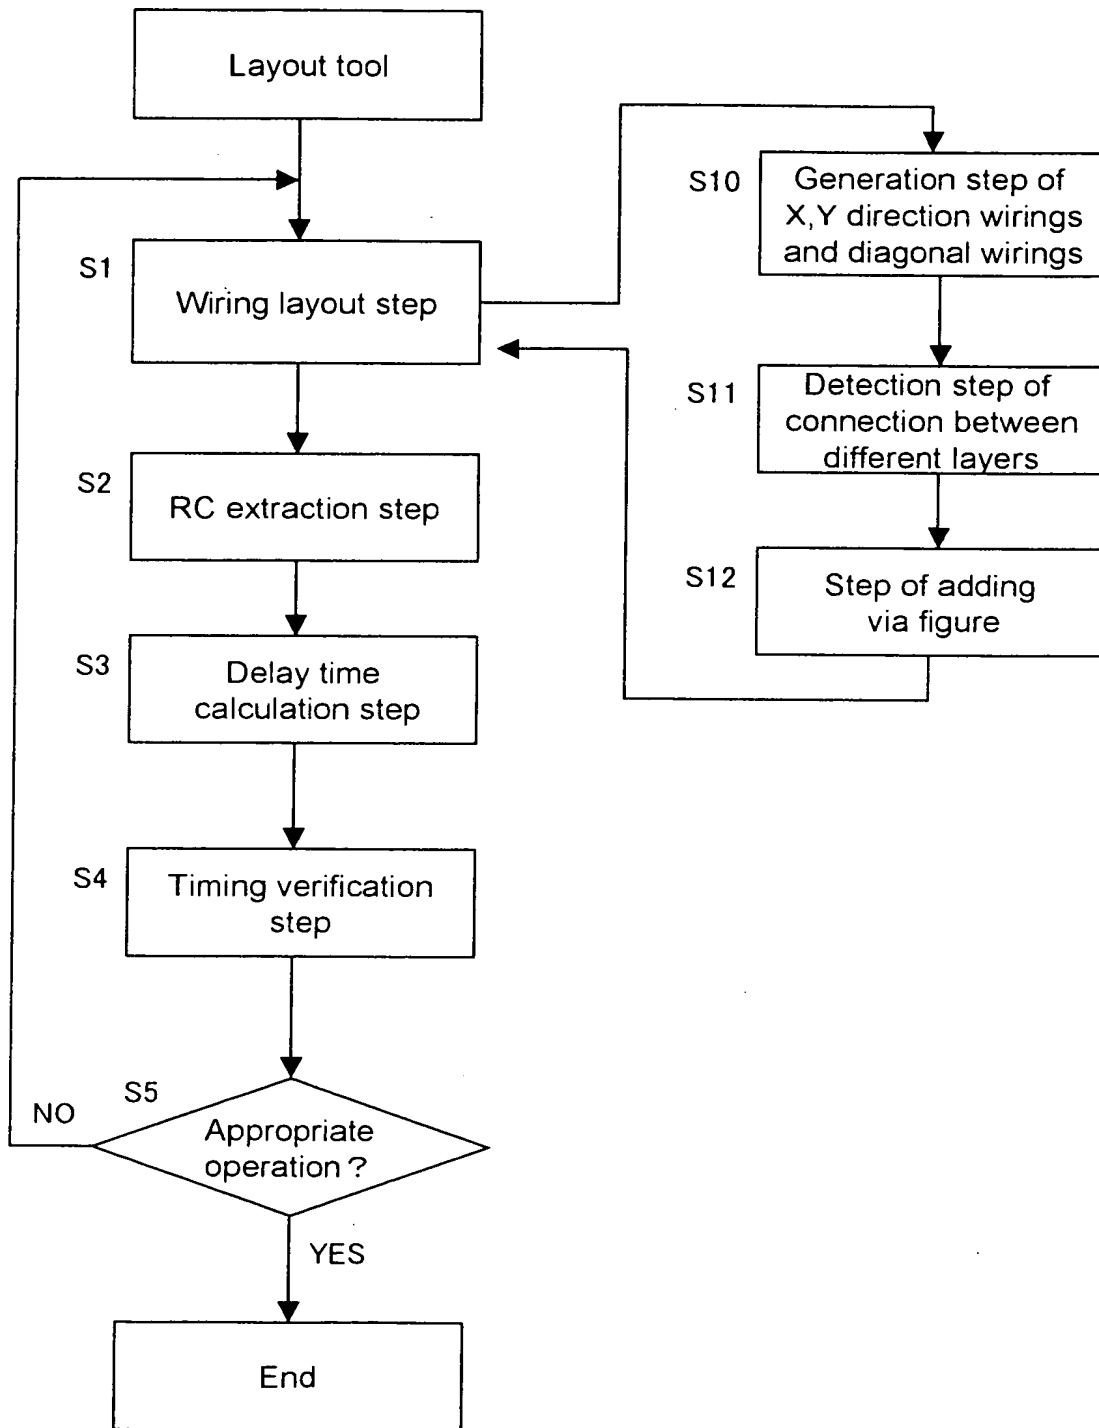 Layout tool
S1
Wiring layout step
S2
RC extraction step
S3
Delay time
calculation step
S4
Timing verification
step
S5
Appropriate
operation?
NO
YES
End
S10
Generation step of
X,Y direction wirings
and diagonal wirings
S11
Detection step of
connection between
different layers
S12
Step of adding
via figure